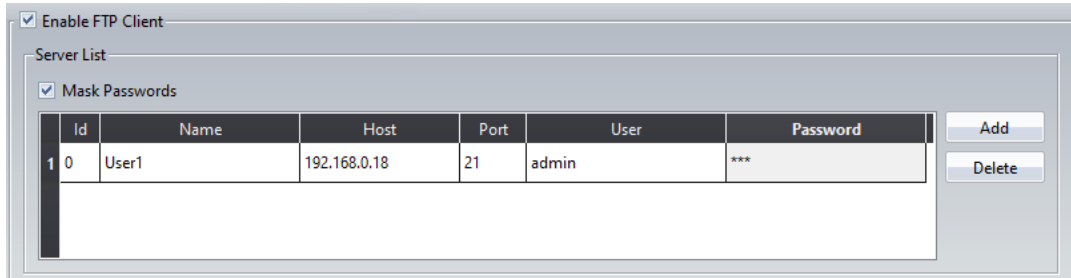 Enable FTP Client
Server List
Mask Passwords
Id Name Host Port User Password Add
1 0 User1 192.168.0.18 21 admin *** Delete